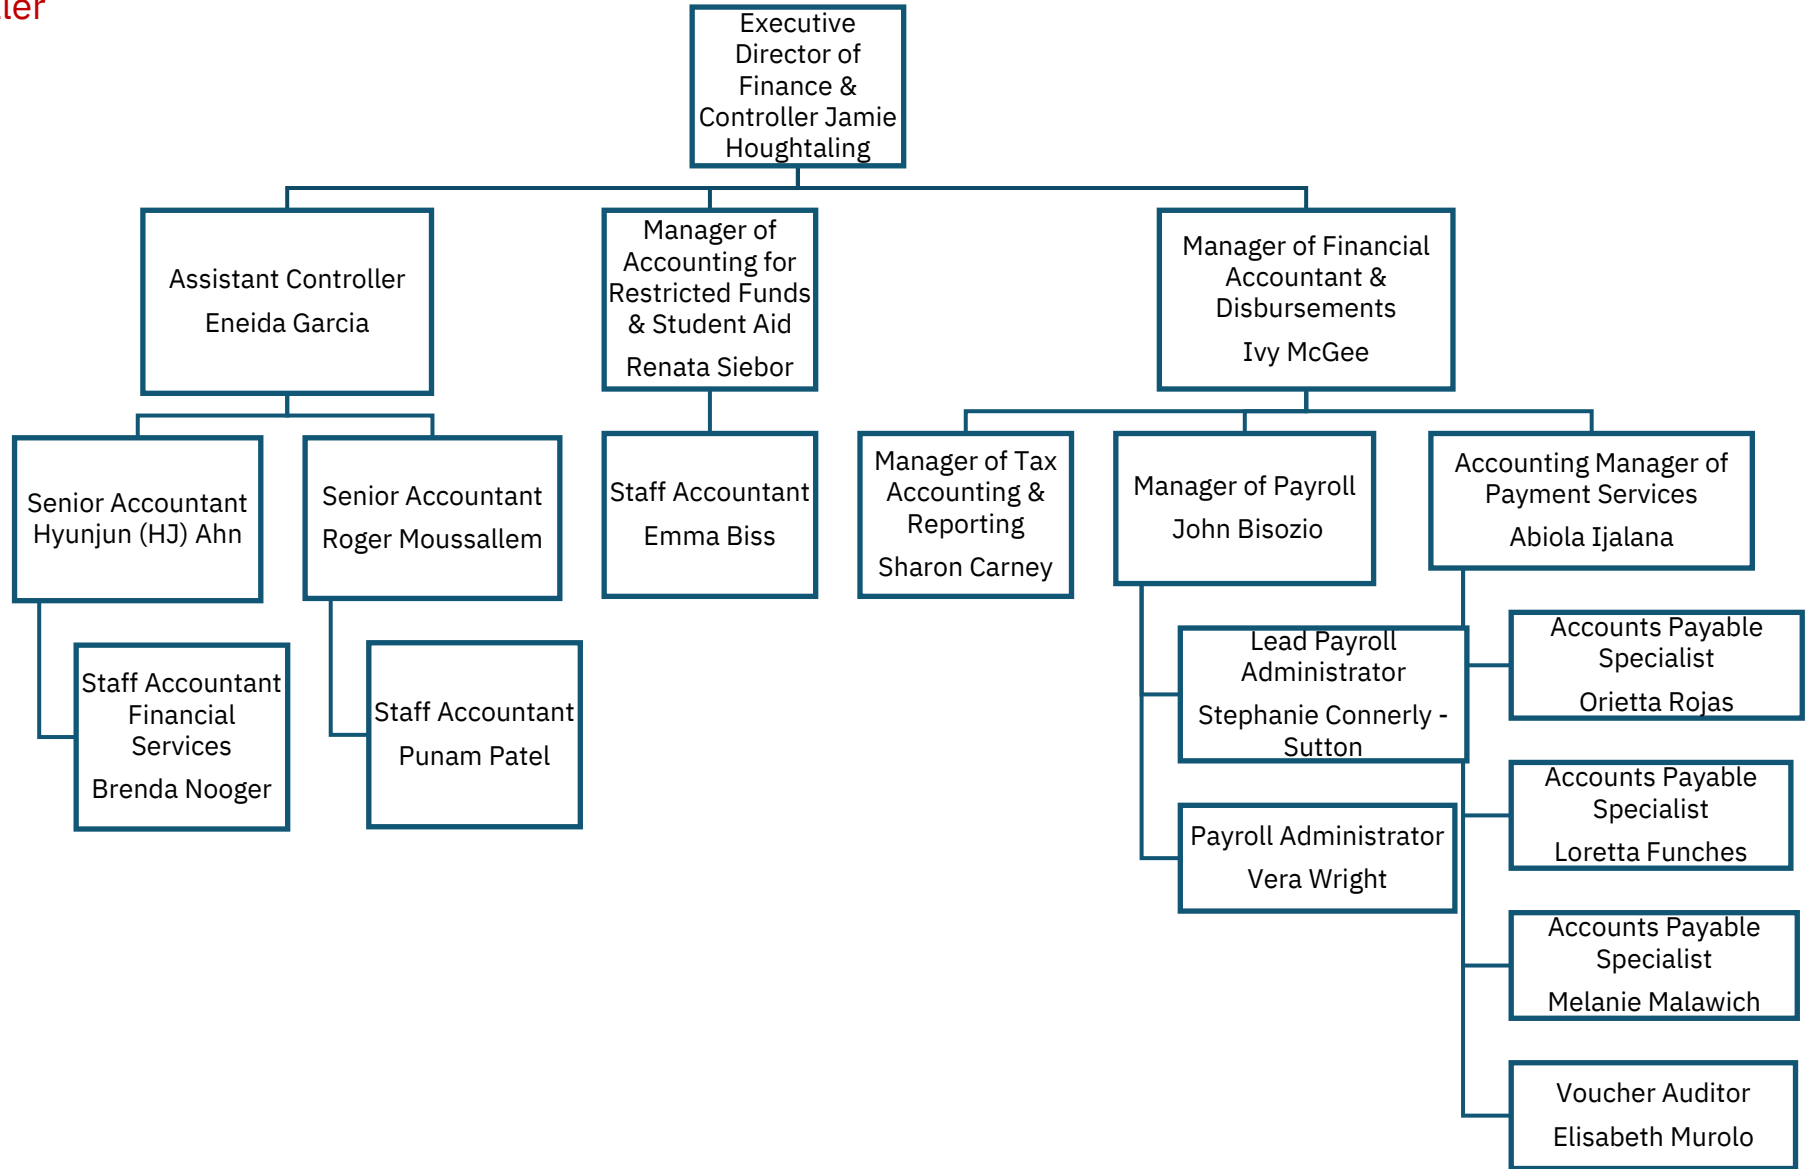 Executive
Director of
Finance &
Controller Jamie
Houghtaling
Assistant Controller
Eneida Garcia
Manager of
Accounting for
Restricted Funds
& Student Aid
Renata Siebor
Manager of Financial
Accountant &
Disbursements
Ivy McGee
Senior Accountant
Hyunjun (HJ) Ahn
Senior Accountant
Roger Moussallem
Staff Accountant
Emma Biss
Manager of Tax
Accounting &
Reporting
Sharon Carney
Manager of Payroll
John Bisozio
Accounting Manager of
Payment Services
Abiola Ijalana
Staff Accountant
Financial
Services
Brenda Nooger
Staff Accountant
Punam Patel
Lead Payroll
Administrator
Stephanie Connerly -
Sutton
Payroll Administrator
Vera Wright
Accounts Payable
Specialist
Orietta Rojas
Accounts Payable
Specialist
Loretta Funches
Accounts Payable
Specialist
Melanie Malawich
Voucher Auditor
Elisabeth Murolo